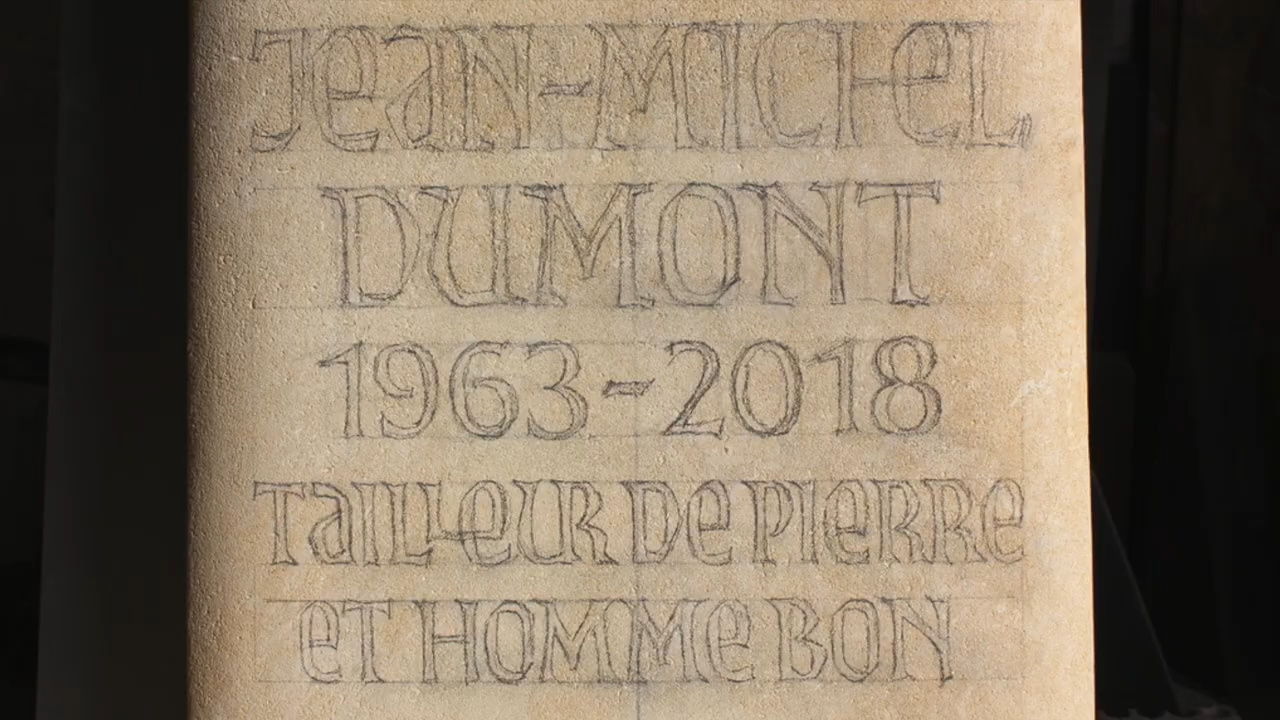 Jean-Michel
DUMONT
1963-2018
TaILLeUR De PIeRRe
eT HOMMe BON